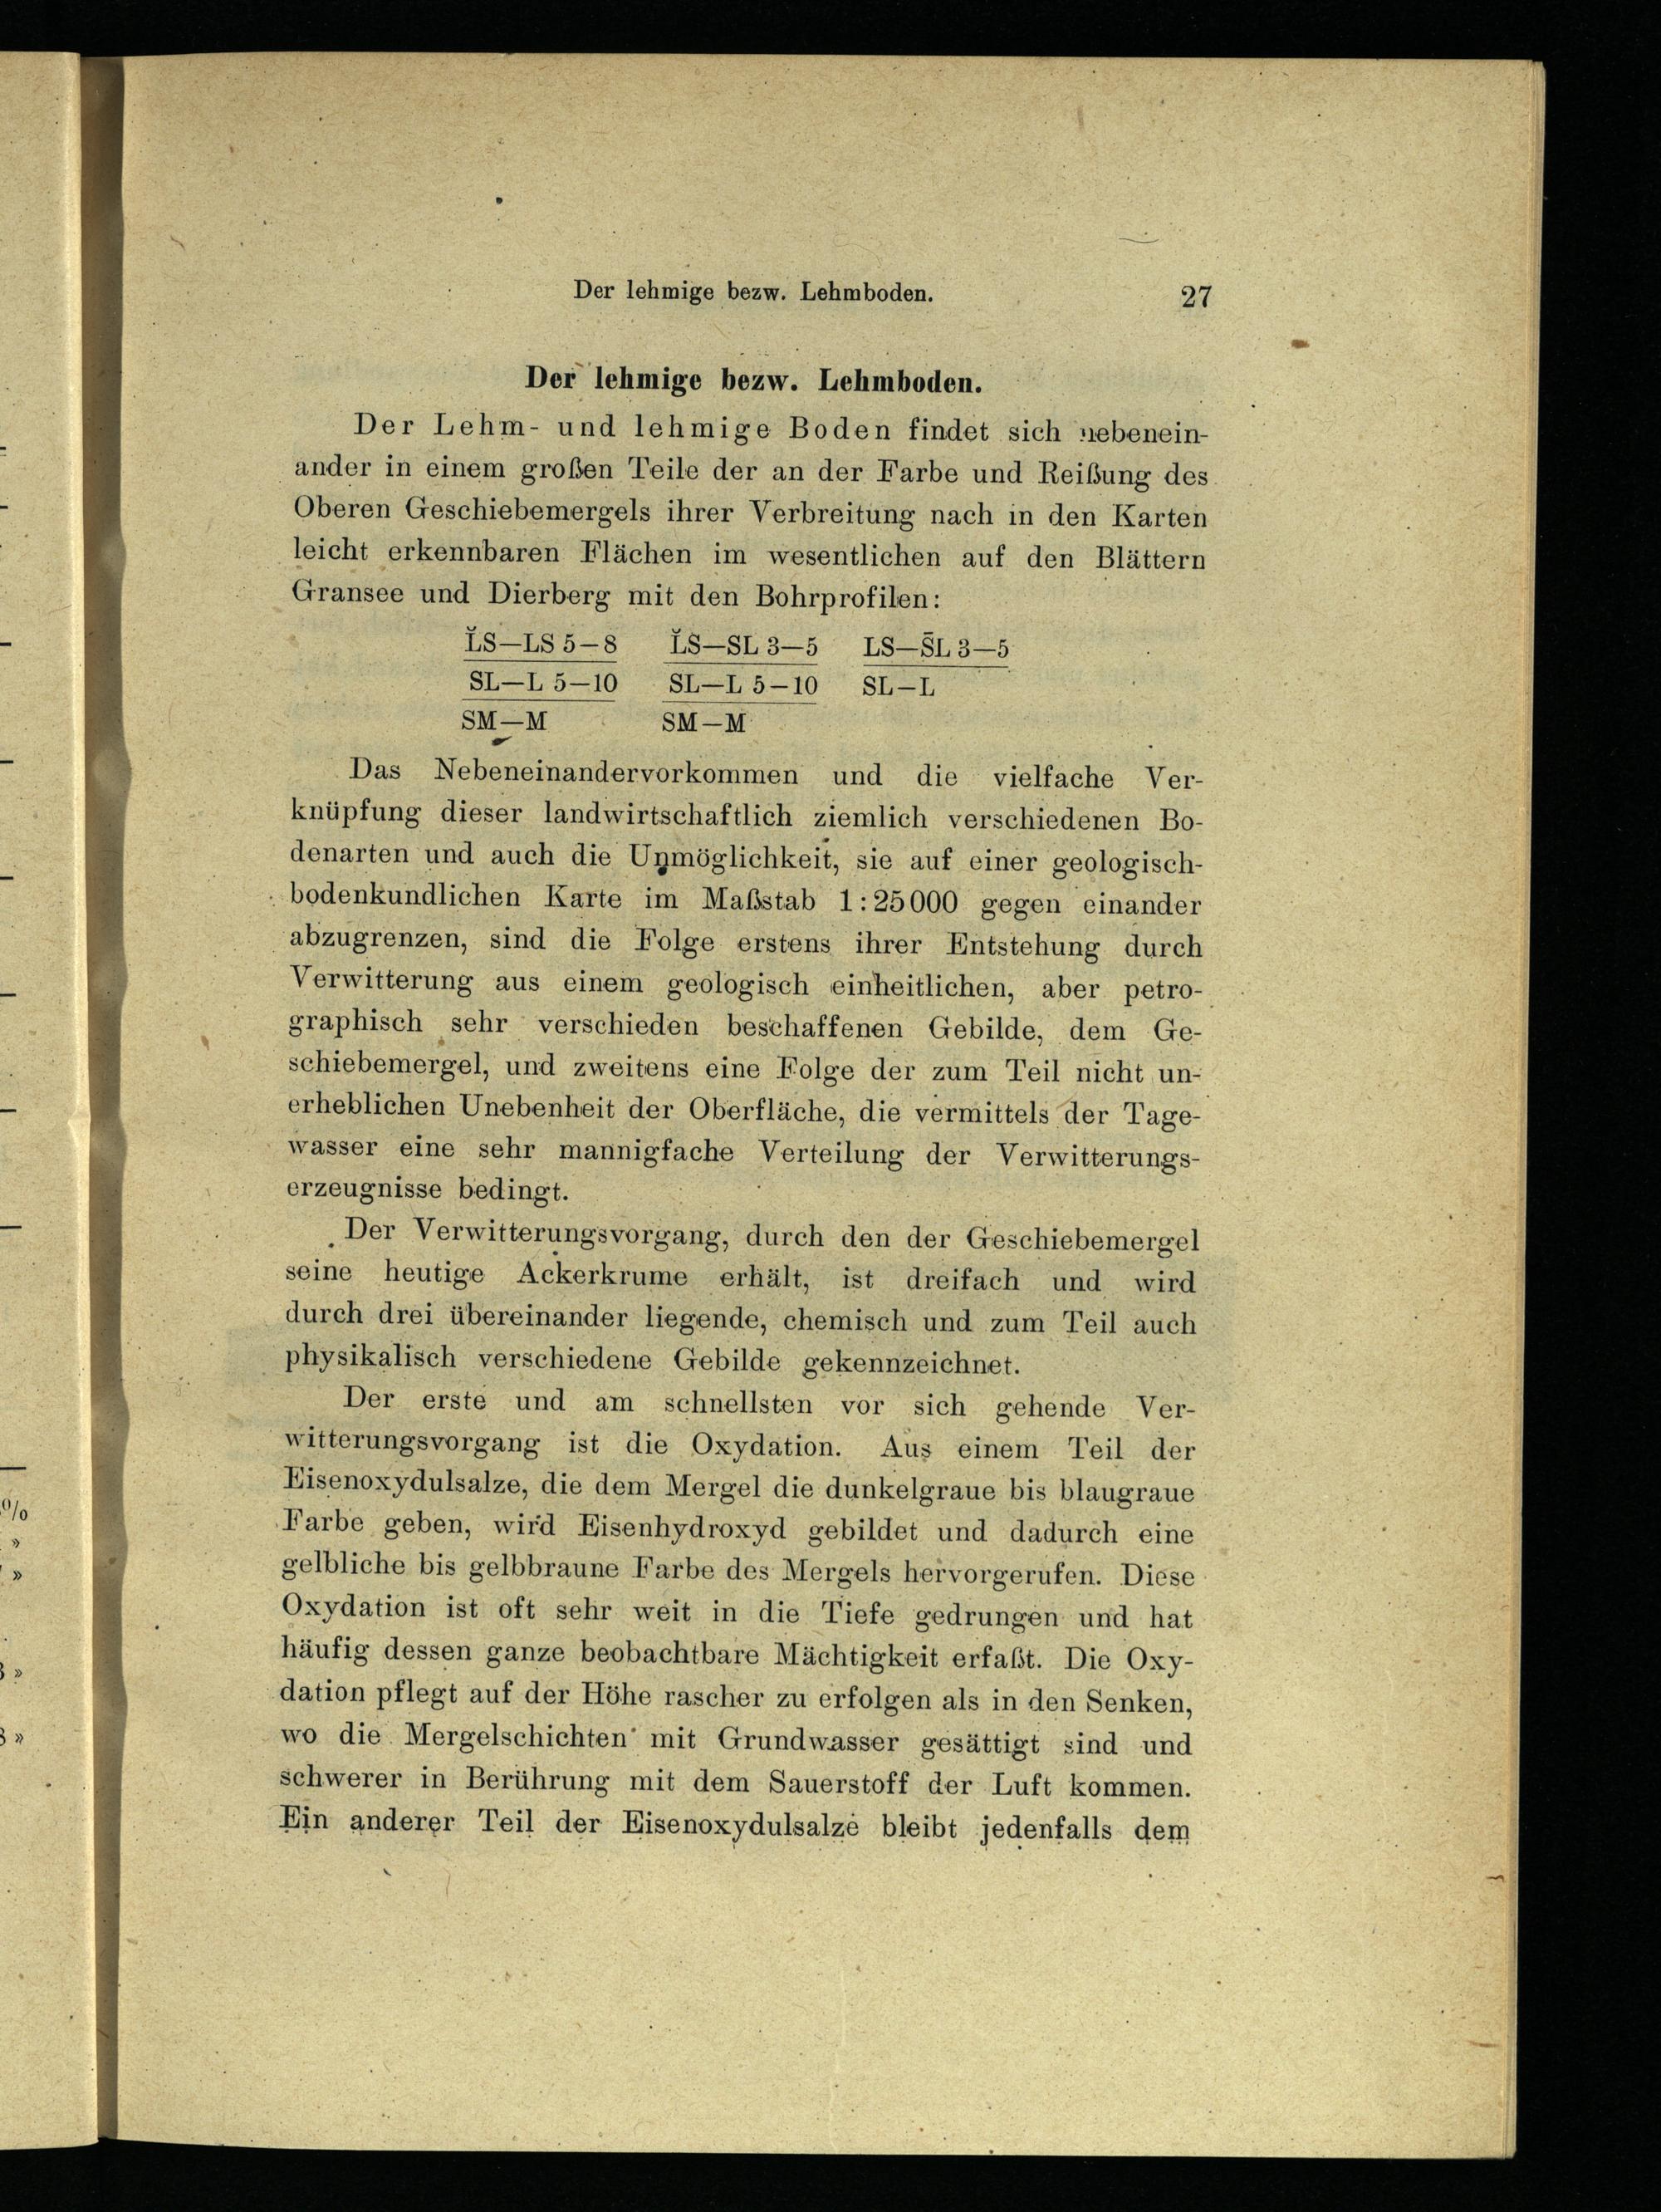 Der lehmige bezw. Lehmboden. 27
Der lehmige bezw. Lehmboden.
Der Lehm- und lehmige Boden findet sich nebenein-
ander in einem großen Teile der an der Farbe und Reißung des
Oberen Geschiebemergels ihrer Verbreitung nach in den Karten
leicht erkennbaren Flächen im wesentlichen auf den Blättern
Gransee und Dierberg mit den Bohrprofilen:
L̆S—LS 5—8 L̆S—SL 3—5 LS—S̄L 3—5
SL—L 5—10 SL—L 5—10 SL—L
SM—M SM—M
Das Nebeneinandervorkommen und die vielfache Ver-
knüpfung dieser landwirtschaftlich ziemlich verschiedenen Bo-
denarten und auch die Unmöglichkeit, sie auf einer geologisch-
bodenkundlichen Karte im Maßstab 1:25000 gegen einander
abzugrenzen, sind die Folge erstens ihrer Entstehung durch
Verwitterung aus einem geologisch einheitlichen, aber petro-
graphisch sehr verschieden beschaffenen Gebilde, dem Ge-
schiebemergel, und zweitens eine Folge der zum Teil nicht un-
erheblichen Unebenheit der Oberfläche, die vermittels der Tage-
wasser eine sehr mannigfache Verteilung der Verwitterungs-
erzeugnisse bedingt.
Der Verwitterungsvorgang, durch den der Geschiebemergel
seine heutige Ackerkrume erhält, ist dreifach und wird
durch drei übereinander liegende, chemisch und zum Teil auch
physikalisch verschiedene Gebilde gekennzeichnet.
Der erste und am schnellsten vor sich gehende Ver-
witterungsvorgang ist die Oxydation. Aus einem Teil der
Eisenoxydulsalze, die dem Mergel die dunkelgraue bis blaugraue
Farbe geben, wird Eisenhydroxyd gebildet und dadurch eine
gelbliche bis gelbbraune Farbe des Mergels hervorgerufen. Diese
Oxydation ist oft sehr weit in die Tiefe gedrungen und hat
häufig dessen ganze beobachtbare Mächtigkeit erfaßt. Die Oxy-
dation pflegt auf der Höhe rascher zu erfolgen als in den Senken,
wo die Mergelschichten mit Grundwasser gesättigt sind und
schwerer in Berührung mit dem Sauerstoff der Luft kommen.
Ein anderer Teil der Eisenoxydulsalze bleibt jedenfalls dem